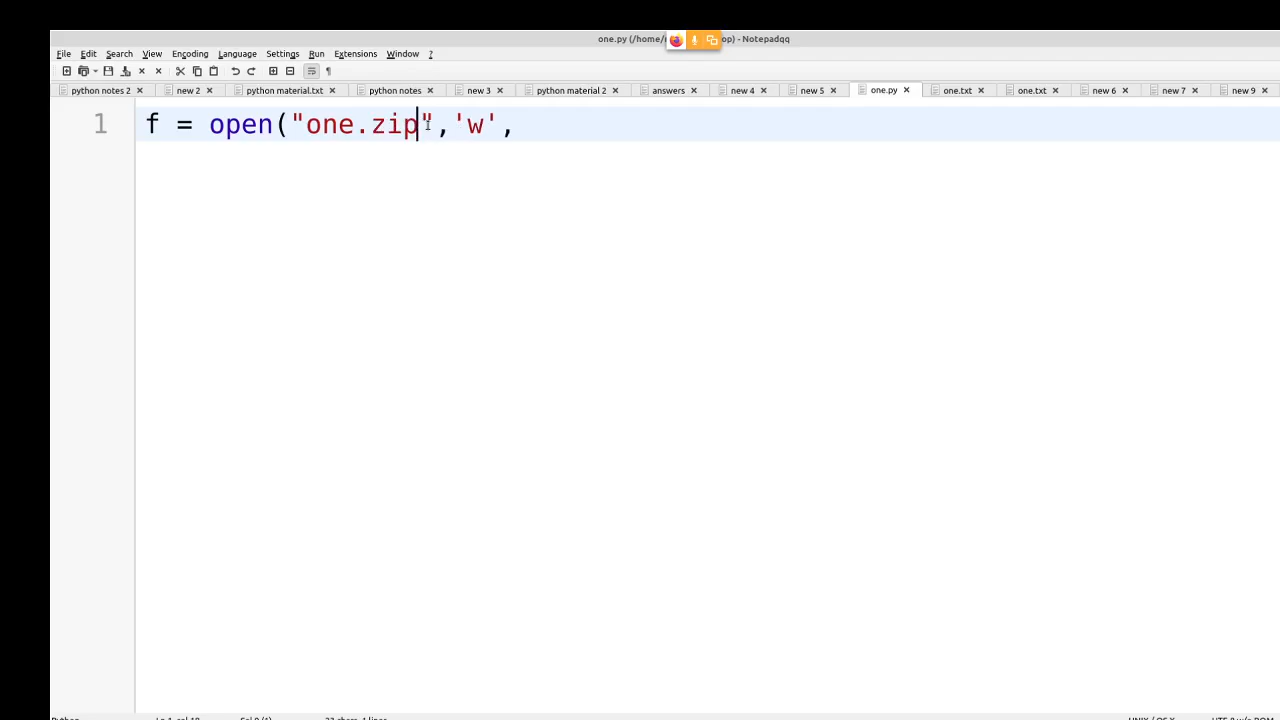 one.py (/home/ op) - Notepadqq
File Edit Search View Encoding Language Settings Run Extensions Window ?
python notes 2 new 2 python material.txt python notes new 3 python material 2 answers new 4 new 5 one.py one.txt one.txt new 6 new 7 new 9
1 f = open("one.zip",'w',